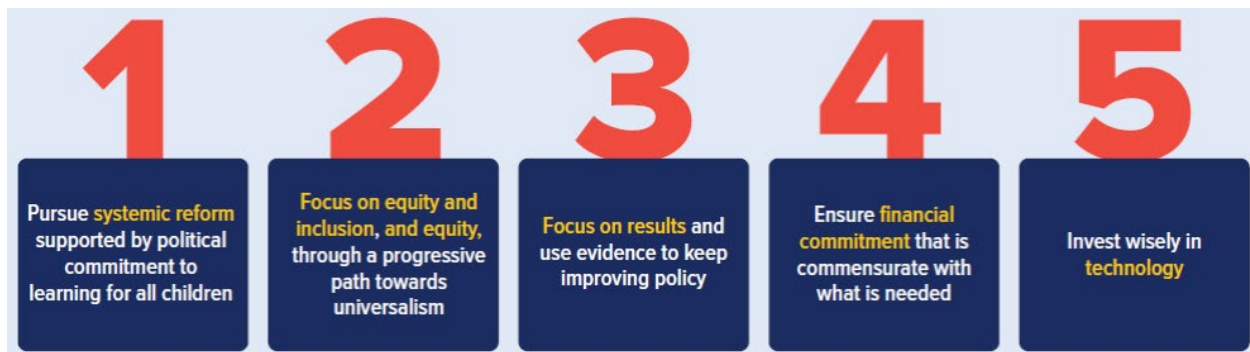 1
Pursue systemic reform
supported by political
commitment to
learning for all children
2
Focus on equity and
inclusion, and equity,
through a progressive
path towards
universalism
3
Focus on results and
use evidence to keep
improving policy
4
Ensure financial
commitment that is
commensurate with
what is needed
5
Invest wisely in
technology